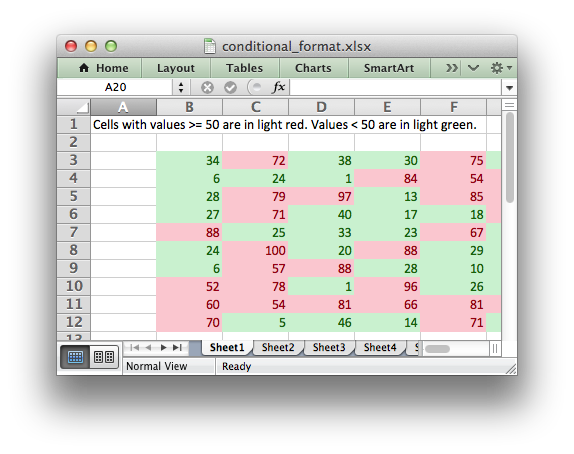 conditional_format.xlsx
Home Layout Tables Charts SmartArt
A20 fx
A B C D E F
1 Cells with values >= 50 are in light red. Values < 50 are in light green.
2
3 34 72 38 30 75
4 6 24 1 84 54
5 28 79 97 13 85
6 27 71 40 17 18
7 88 25 33 23 67
8 24 100 20 88 29
9 6 57 88 28 10
10 52 78 1 96 26
11 60 54 81 66 81
12 70 5 46 14 71
13
Sheet1 Sheet2 Sheet3 Sheet4
Normal View Ready